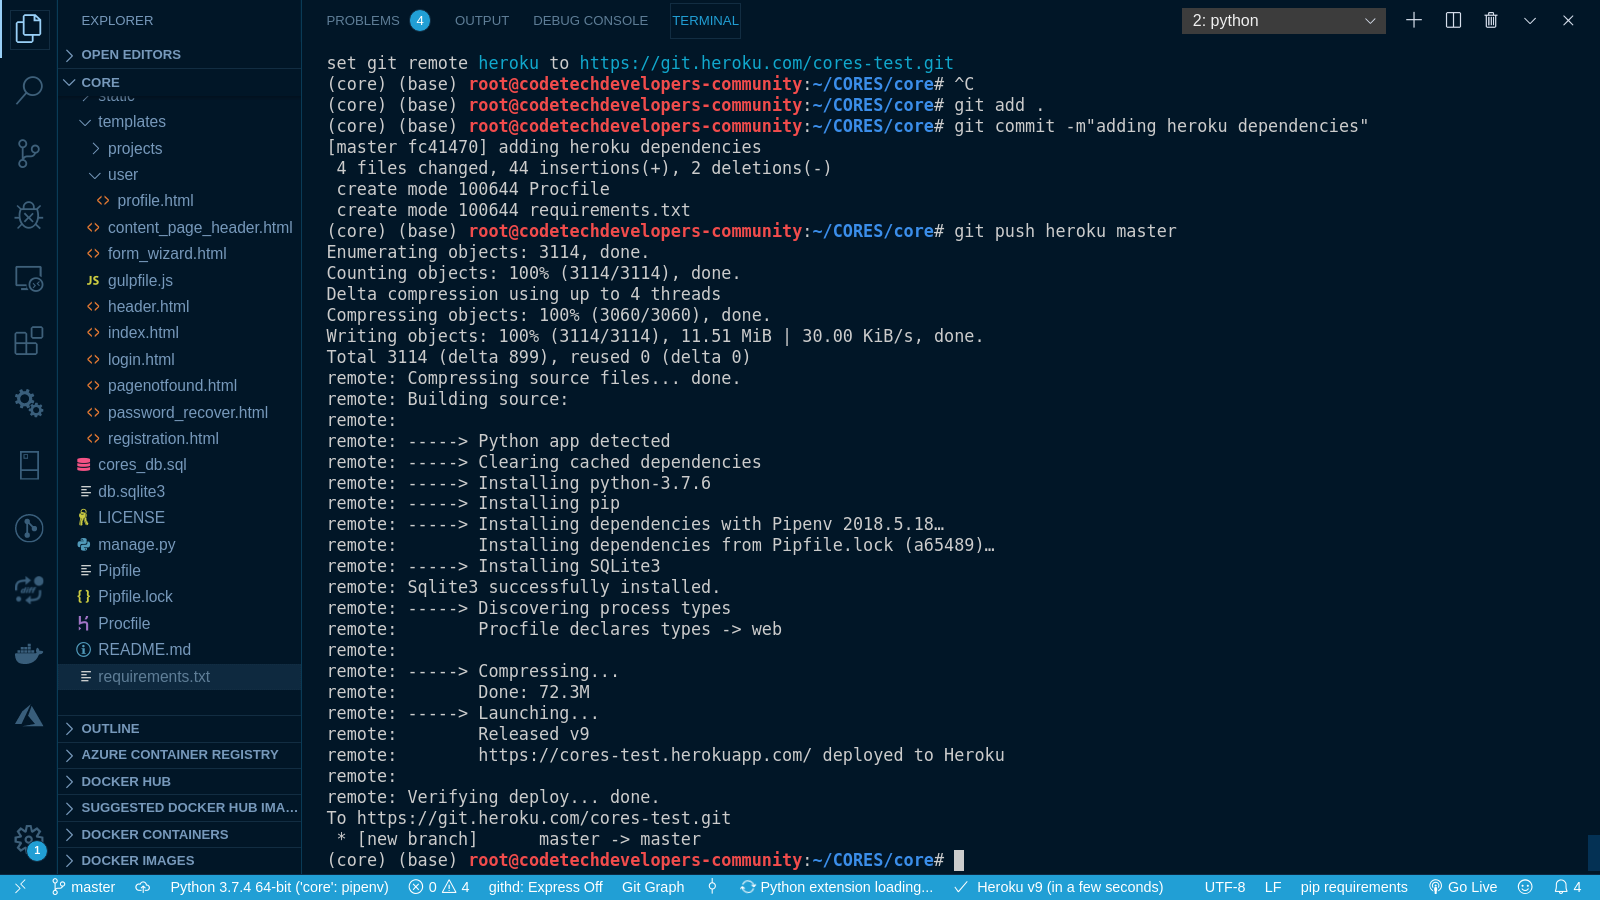 EXPLORER
OPEN EDITORS
CORE
static
templates
projects
user
profile.html
content_page_header.html
form_wizard.html
JS gulpfile.js
header.html
index.html
login.html
pagenotfound.html
password_recover.html
registration.html
cores_db.sql
db.sqlite3
LICENSE
manage.py
Pipfile
{ } Pipfile.lock
Procfile
README.md
requirements.txt
OUTLINE
AZURE CONTAINER REGISTRY
DOCKER HUB
SUGGESTED DOCKER HUB IMA...
DOCKER CONTAINERS
DOCKER IMAGES
1
PROBLEMS 4 OUTPUT DEBUG CONSOLE TERMINAL 2: python
set git remote heroku to https://git.heroku.com/cores-test.git
(core) (base) root@codetechdevelopers-community:~/CORES/core# ^C
(core) (base) root@codetechdevelopers-community:~/CORES/core# git add .
(core) (base) root@codetechdevelopers-community:~/CORES/core# git commit -m"adding heroku dependencies"
[master fc41470] adding heroku dependencies
 4 files changed, 44 insertions(+), 2 deletions(-)
 create mode 100644 Procfile
 create mode 100644 requirements.txt
(core) (base) root@codetechdevelopers-community:~/CORES/core# git push heroku master
Enumerating objects: 3114, done.
Counting objects: 100% (3114/3114), done.
Delta compression using up to 4 threads
Compressing objects: 100% (3060/3060), done.
Writing objects: 100% (3114/3114), 11.51 MiB | 30.00 KiB/s, done.
Total 3114 (delta 899), reused 0 (delta 0)
remote: Compressing source files... done.
remote: Building source:
remote:
remote: -----> Python app detected
remote: -----> Clearing cached dependencies
remote: -----> Installing python-3.7.6
remote: -----> Installing pip
remote: -----> Installing dependencies with Pipenv 2018.5.18…
remote:        Installing dependencies from Pipfile.lock (a65489)…
remote: -----> Installing SQLite3
remote: Sqlite3 successfully installed.
remote: -----> Discovering process types
remote:        Procfile declares types -> web
remote:
remote: -----> Compressing...
remote:        Done: 72.3M
remote: -----> Launching...
remote:        Released v9
remote:        https://cores-test.herokuapp.com/ deployed to Heroku
remote:
remote: Verifying deploy... done.
To https://git.heroku.com/cores-test.git
 * [new branch]      master -> master
(core) (base) root@codetechdevelopers-community:~/CORES/core#
master Python 3.7.4 64-bit ('core': pipenv) 0 4 githd: Express Off Git Graph Python extension loading... Heroku v9 (in a few seconds) UTF-8 LF pip requirements Go Live 4